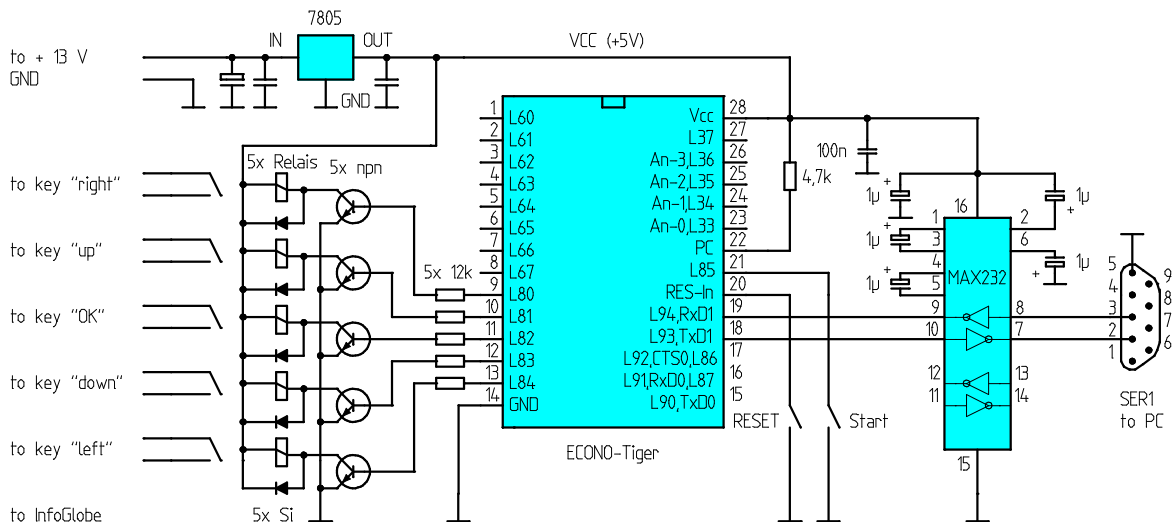 7805
to + 13 V
IN
OUT
VCC (+5V)
GND
GND
5x Relais
5x npn
to key "right"
to key "up"
to key "OK"
to key "down"
to key "left"
to InfoGlobe
5x Si
5x 12k
1 L60
2 L61
3 L62
4 L63
5 L64
6 L65
7 L66
8 L67
9 L80
10 L81
11 L82
12 L83
13 L84
14 GND
Vcc 28
L37 27
An-3,L36 26
An-2,L35 25
An-1,L34 24
An-0,L33 23
PC 22
L85 21
RES-In 20
L94,RxD1 19
L93,TxD1 18
L92,CTS0,L86 17
L91,RxD0,L87 16
L90,TxD0 15
ECONO-Tiger
RESET
Start
4,7k
100n
1µ +
1µ +
1µ +
1µ +
1µ +
16
1 2
3 6
4
5
MAX232
9 8
10 7
12 13
11 14
15
5
9
4
8
3
7
2
6
1
SER1
to PC